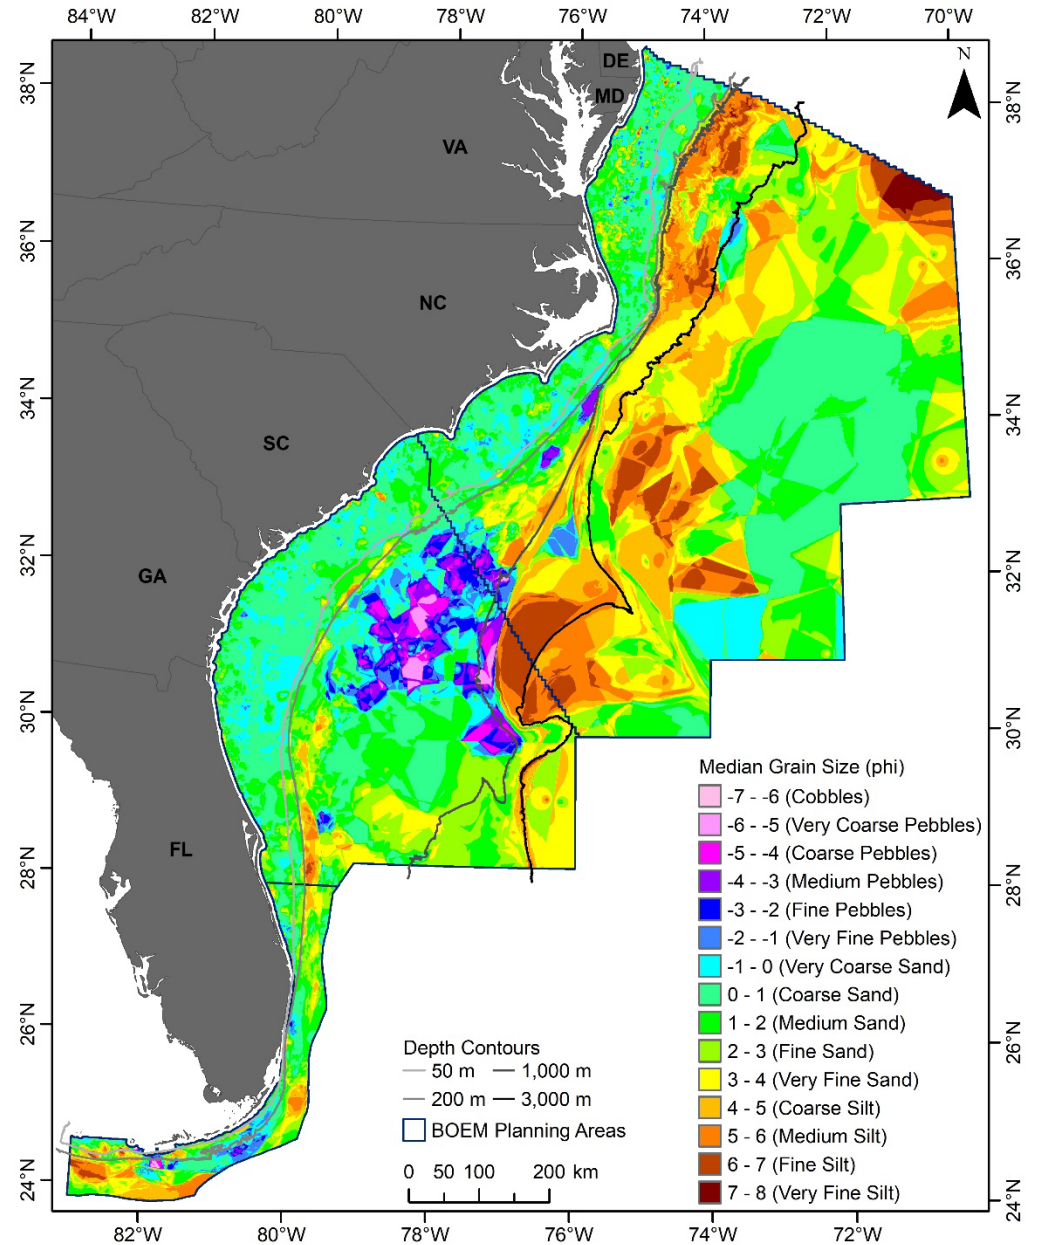 84°W 82°W 80°W 78°W 76°W 74°W 72°W 70°W
N
DE
38°N 38°N
MD
VA
36°N 36°N
NC
34°N 34°N
SC
32°N 32°N
GA
30°N 30°N
Median Grain Size (phi)
-7 - -6 (Cobbles)
-6 - -5 (Very Coarse Pebbles)
-5 - -4 (Coarse Pebbles)
-4 - -3 (Medium Pebbles)
-3 - -2 (Fine Pebbles)
-2 - -1 (Very Fine Pebbles)
-1 - 0 (Very Coarse Sand)
0 - 1 (Coarse Sand)
1 - 2 (Medium Sand)
2 - 3 (Fine Sand)
3 - 4 (Very Fine Sand)
4 - 5 (Coarse Silt)
5 - 6 (Medium Silt)
6 - 7 (Fine Silt)
7 - 8 (Very Fine Silt)
FL
28°N 28°N
26°N 26°N
Depth Contours
50 m 1,000 m
200 m 3,000 m
BOEM Planning Areas
0 50 100 200 km
24°N 24°N
82°W 80°W 78°W 76°W 74°W 72°W